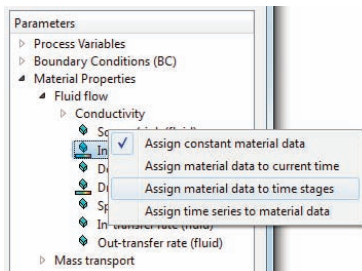 Parameters
Process Variables
Boundary Conditions (BC)
Material Properties
Fluid flow
Conductivity
(fluid)
Assign constant material data
Assign material data to current time
Assign material data to time stages
Assign time series to material data
(fluid)
Out-transfer rate (fluid)
Mass transport